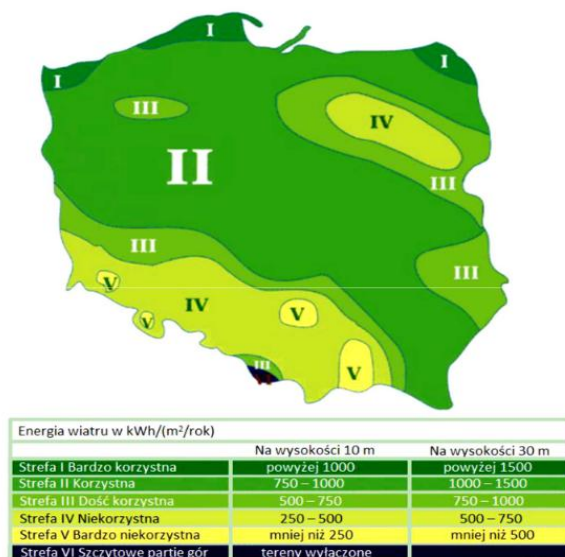 I
I
I
III
IV
II
III
III
III
V
IV
V
V
III
V
Energia wiatru w kWh/(m²/rok)
Na wysokości 10 m Na wysokości 30 m
Strefa I Bardzo korzystna powyżej 1000 powyżej 1500
Strefa II Korzystna 750 – 1000 1000 – 1500
Strefa III Dość korzystna 500 – 750 750 – 1000
Strefa IV Niekorzystna 250 – 500 500 – 750
Strefa V Bardzo niekorzystna mniej niż 250 mniej niż 500
Strefa VI Szczytowe partie gór tereny wyłączone